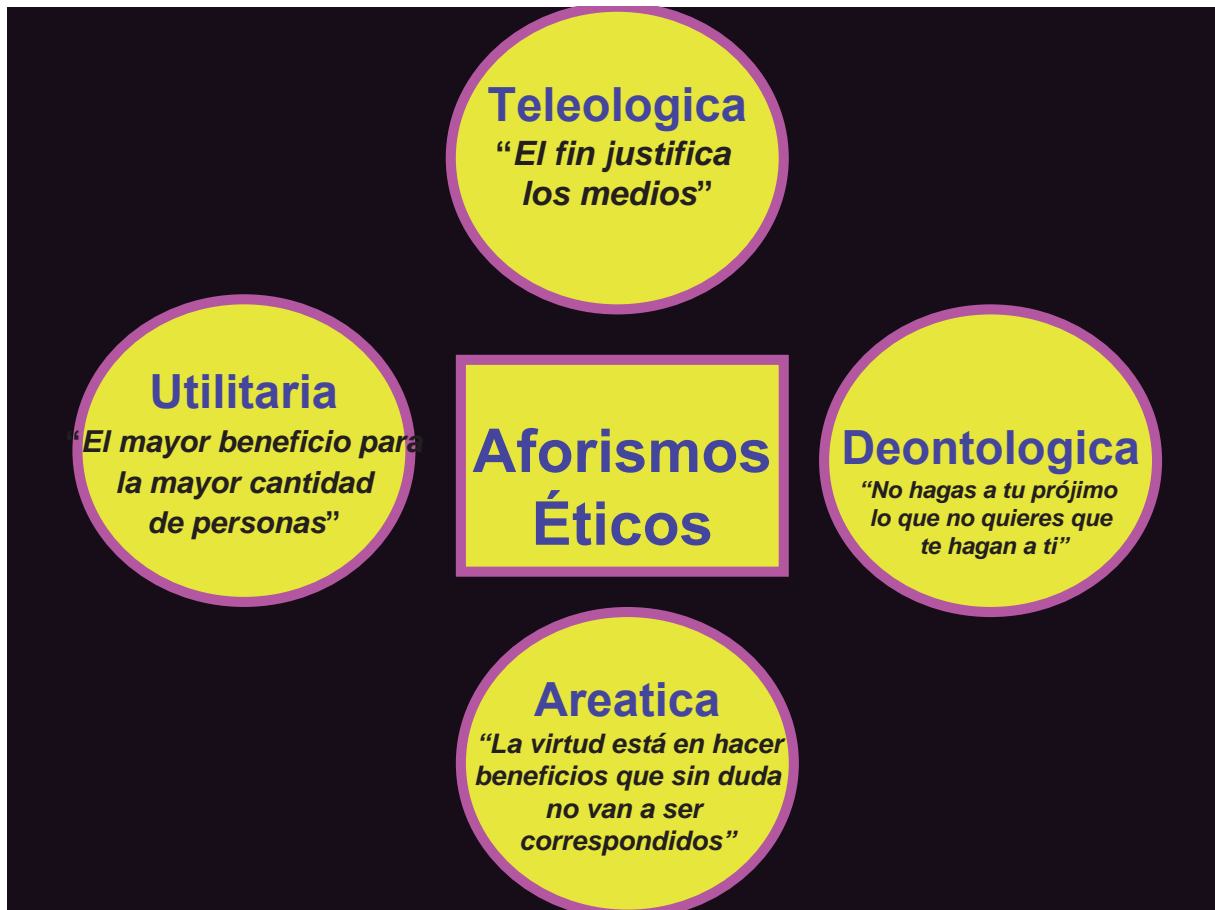 Teleologica
“El fin justifica
los medios”
Utilitaria
“El mayor beneficio para
la mayor cantidad
de personas”
Aforismos
Éticos
Deontologica
“No hagas a tu prójimo
lo que no quieres que
te hagan a ti”
Areatica
“La virtud está en hacer
beneficios que sin duda
no van a ser
correspondidos”